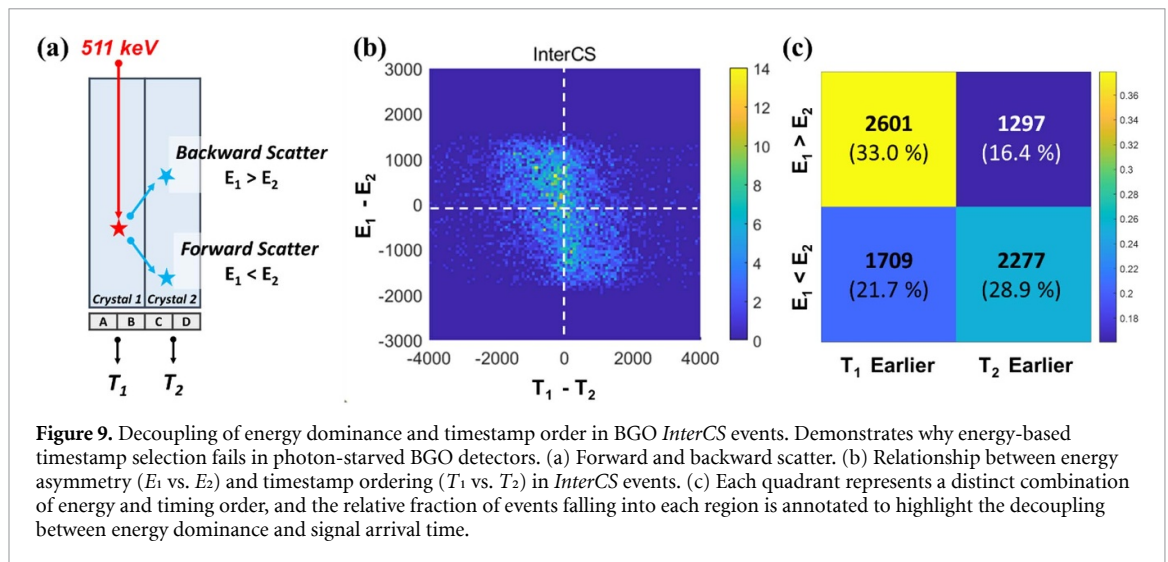 (a)
511 keV
Backward Scatter
E₁ > E₂
Forward Scatter
E₁ < E₂
Crystal 1 Crystal 2
A B C D
T₁ T₂
(b)
InterCS
E₁ - E₂
3000
2000
1000
0
-1000
-2000
-3000
-4000 -2000 0 2000 4000
T₁ - T₂
14
12
10
8
6
4
2
0
(c)
E₁ > E₂
E₁ < E₂
2601
(33.0 %)
1297
(16.4 %)
1709
(21.7 %)
2277
(28.9 %)
T₁ Earlier T₂ Earlier
0.36
0.34
0.32
0.3
0.28
0.26
0.24
0.22
0.2
0.18
Figure 9. Decoupling of energy dominance and timestamp order in BGO InterCS events. Demonstrates why energy-based
timestamp selection fails in photon-starved BGO detectors. (a) Forward and backward scatter. (b) Relationship between energy
asymmetry (E₁ vs. E₂) and timestamp ordering (T₁ vs. T₂) in InterCS events. (c) Each quadrant represents a distinct combination
of energy and timing order, and the relative fraction of events falling into each region is annotated to highlight the decoupling
between energy dominance and signal arrival time.